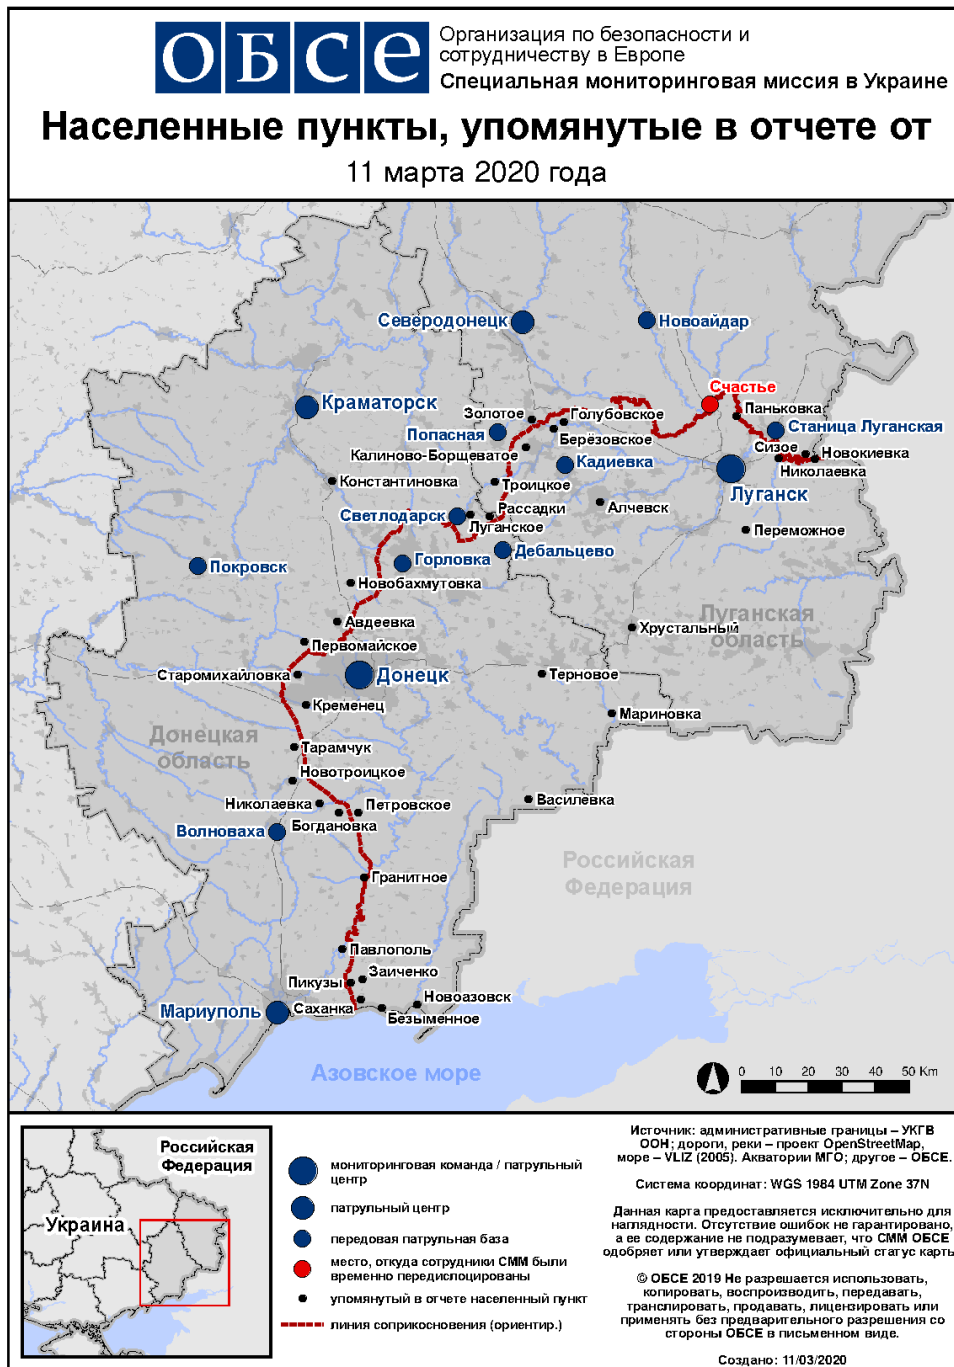 ОБСЕ
Организация по безопасности и
сотрудничеству в Европе
Специальная мониторинговая миссия в Украине
Населенные пункты, упомянутые в отчете от
11 марта 2020 года
Северодонецк
Новоайдар
Счастье
Краматорск
Золотое
Голубовское
Паньковка
Попасная
Берёзовское
Станица Луганская
Калиново-Борщеватое
Кадиевка
Сизое
Новокиевка
Николаевка
Константиновка
Троицкое
Луганск
Светлодарск
Рассадки
Алчевск
Луганское
Переможное
Дебальцево
Покровск
Горловка
Новобахмутовка
Луганская
область
Авдеевка
Хрустальный
Первомайское
Старомихайловка
Донецк
Терновое
Кременец
Мариновка
Донецкая
область
Тарамчук
Новотроицкое
Николаевка
Петровское
Василевка
Богдановка
Волноваха
Российская
Федерация
Гранитное
Павлополь
Заиченко
Пикузы
Новоазовск
Мариуполь
Саханка
Безыменное
Азовское море
0 10 20 30 40 50 Км
Российская
Федерация
Украина
мониторинговая команда / патрульный
центр
патрульный центр
передовая патрульная база
место, откуда сотрудники СММ были
временно передислоцированы
упомянутый в отчете населенный пункт
линия соприкосновения (ориентир.)
Источник: административные границы – УКГВ
ООН; дороги, реки – проект OpenStreetMap,
море – VLIZ (2005). Акватории МГО; другое – ОБСЕ.
Система координат: WGS 1984 UTM Zone 37N
Данная карта предоставляется исключительно для
наглядности. Отсутствие ошибок не гарантировано,
а ее содержание не подразумевает, что СММ ОБСЕ
одобряет или утверждает официальный статус карты
© ОБСЕ 2019 Не разрешается использовать,
копировать, воспроизводить, передавать,
транслировать, продавать, лицензировать или
применять без предварительного разрешения со
стороны ОБСЕ в письменном виде.
Создано: 11/03/2020